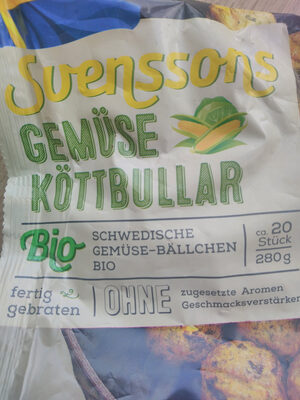 Svenssons
GEMÜSE
KÖTTBULLAR
Bio
SCHWEDISCHE
GEMÜSE-BÄLLCHEN
BIO
ca. 20
Stück
280g
fertig
gebraten
OHNE
zugesetzte Aromen
Geschmacksverstärker